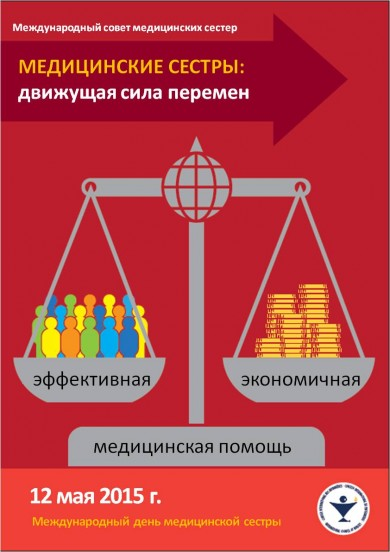 Международный совет медицинских сестер
МЕДИЦИНСКИЕ СЕСТРЫ:
движущая сила перемен
эффективная
экономичная
медицинская помощь
12 мая 2015 г.
Международный день медицинской сестры